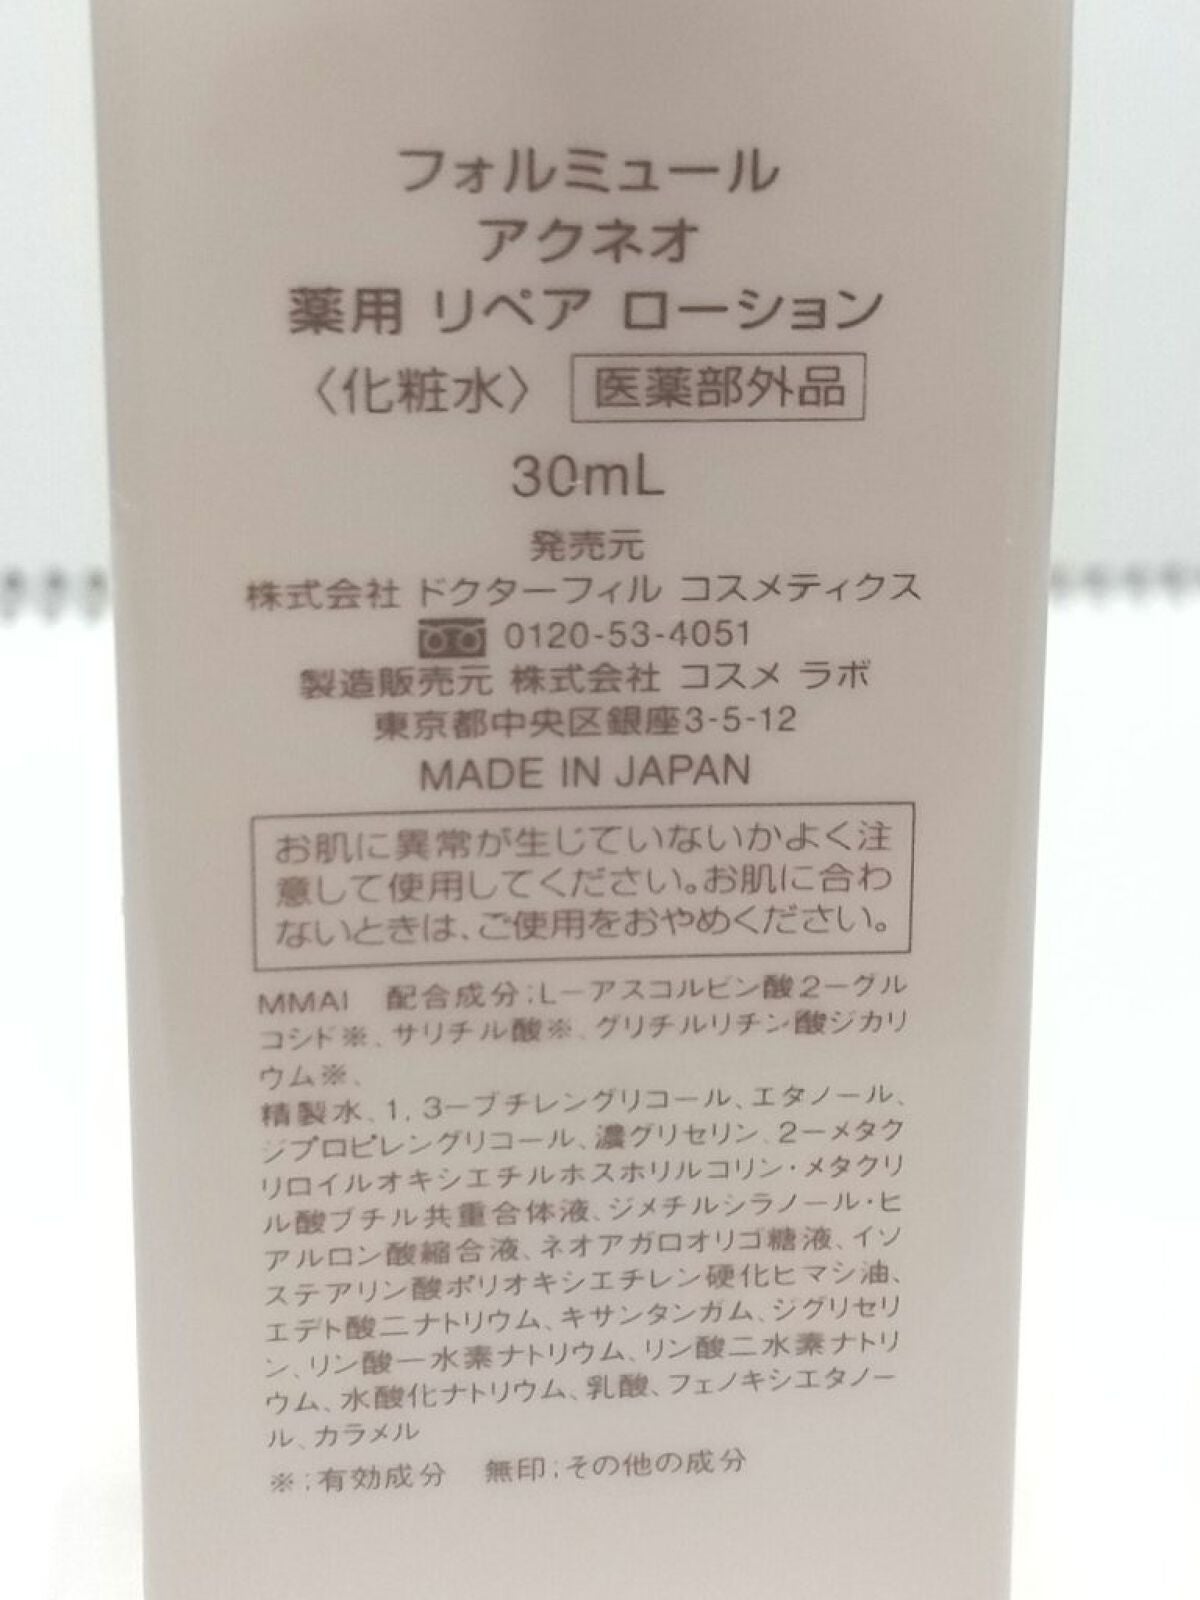 フォルミュール
アクネオ
薬用 リペア ローション
〈化粧水〉 医薬部外品
30mL
発売元
株式会社 ドクターフィル コスメティクス
0120-53-4051
製造販売元 株式会社 コスメ ラボ
東京都中央区銀座3-5-12
MADE IN JAPAN
お肌に異常が生じていないかよく注
意して使用してください。お肌に合わ
ないときは、ご使用をおやめください。
MMAI 配合成分;L－アスコルビン酸2－グル
コシド※、サリチル酸※、グリチルリチン酸ジカリ
ウム※、
精製水、1,3－ブチレングリコール、エタノール、
ジプロピレングリコール、濃グリセリン、2－メタク
リロイルオキシエチルホスホリルコリン・メタクリ
ル酸ブチル共重合体液、ジメチルシラノール・ヒ
アルロン酸縮合液、ネオアガロオリゴ糖液、イソ
ステアリン酸ポリオキシエチレン硬化ヒマシ油、
エデト酸二ナトリウム、キサンタンガム、ジグリセリ
ン、リン酸一水素ナトリウム、リン酸二水素ナトリ
ウム、水酸化ナトリウム、乳酸、フェノキシエタノー
ル、カラメル
※;有効成分 無印;その他の成分